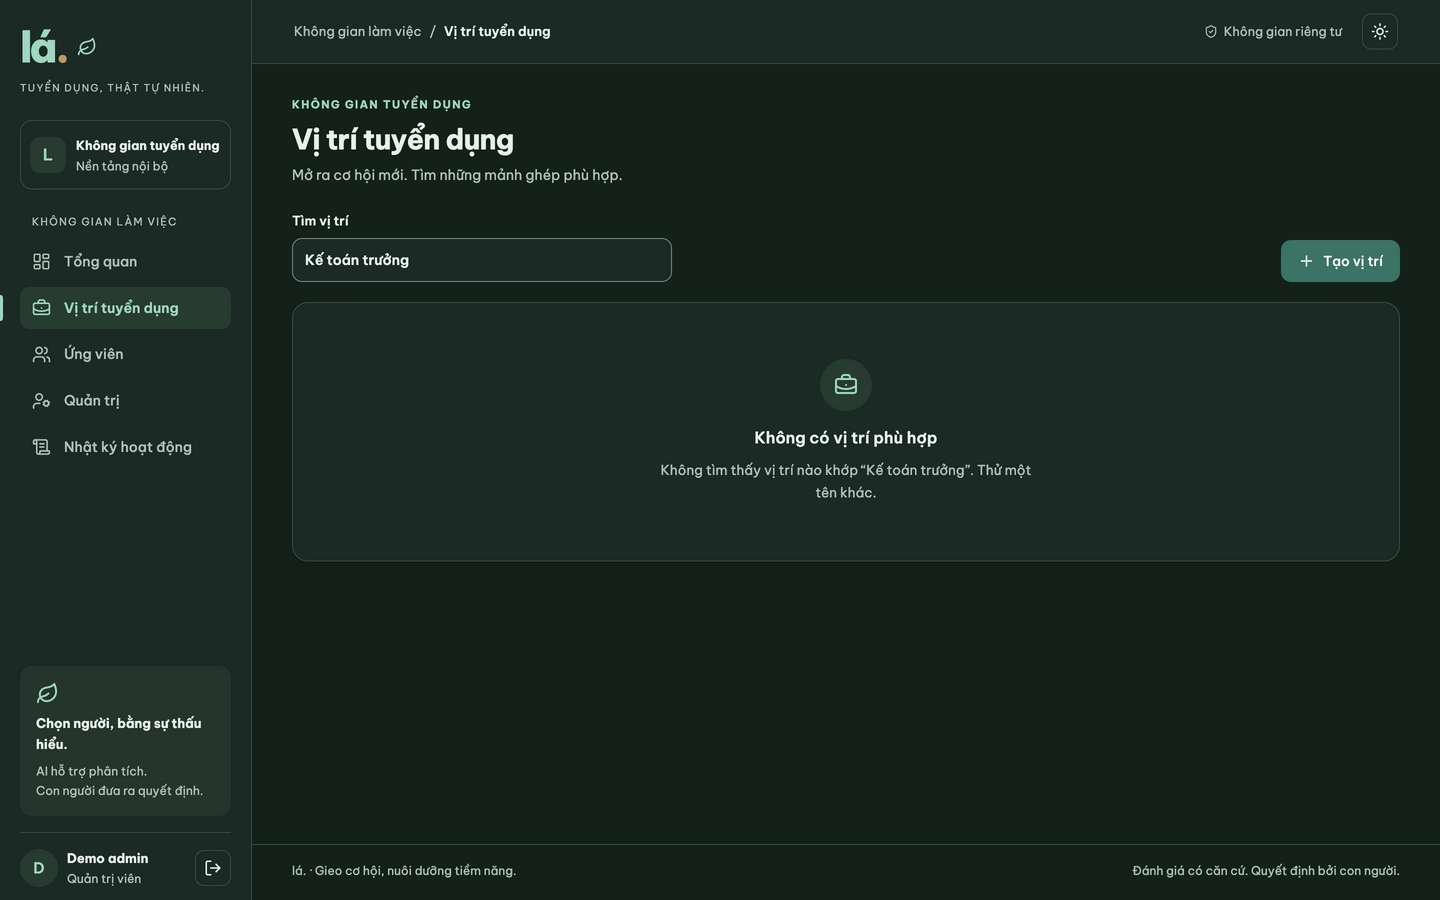 lá.
TUYỂN DỤNG, THẬT TỰ NHIÊN.
L
Không gian tuyển dụng
Nền tảng nội bộ
KHÔNG GIAN LÀM VIỆC
Tổng quan
Vị trí tuyển dụng
Ứng viên
Quản trị
Nhật ký hoạt động
Chọn người, bằng sự thấu
hiểu.
AI hỗ trợ phân tích.
Con người đưa ra quyết định.
D
Demo admin
Quản trị viên
Không gian làm việc / Vị trí tuyển dụng
Không gian riêng tư
KHÔNG GIAN TUYỂN DỤNG
Vị trí tuyển dụng
Mở ra cơ hội mới. Tìm những mảnh ghép phù hợp.
Tìm vị trí
Kế toán trưởng
Tạo vị trí
Không có vị trí phù hợp
Không tìm thấy vị trí nào khớp “Kế toán trưởng”. Thử một
tên khác.
lá. · Gieo cơ hội, nuôi dưỡng tiềm năng.
Đánh giá có căn cứ. Quyết định bởi con người.